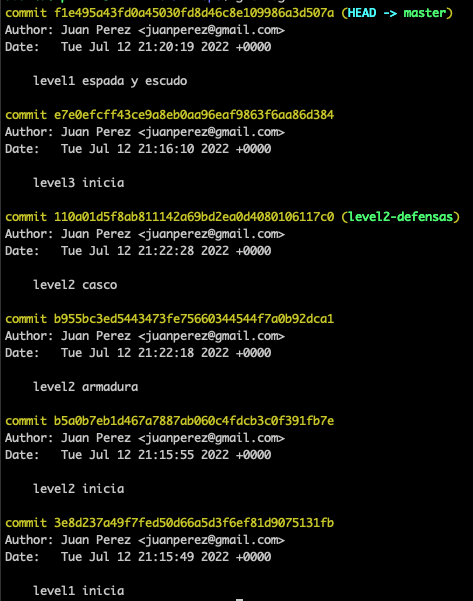 commit f1e495a43fd0a45030fd8d46c8e109986a3d507a (HEAD -> master)
Author: Juan Perez <juanperez@gmail.com>
Date:   Tue Jul 12 21:20:19 2022 +0000
    level1 espada y escudo
commit e7e0efcff43ce9a8eb0aa96eaf9863f6aa86d384
Author: Juan Perez <juanperez@gmail.com>
Date:   Tue Jul 12 21:16:10 2022 +0000
    level3 inicia
commit 110a01d5f8ab811142a69bd2ea0d4080106117c0 (level2-defensas)
Author: Juan Perez <juanperez@gmail.com>
Date:   Tue Jul 12 21:22:28 2022 +0000
    level2 casco
commit b955bc3ed5443473fe75660344544f7a0b92dca1
Author: Juan Perez <juanperez@gmail.com>
Date:   Tue Jul 12 21:22:18 2022 +0000
    level2 armadura
commit b5a0b7eb1d467a7887ab060c4fdcb3c0f391fb7e
Author: Juan Perez <juanperez@gmail.com>
Date:   Tue Jul 12 21:15:55 2022 +0000
    level2 inicia
commit 3e8d237a49f7fed50d66a5d3f6ef81d9075131fb
Author: Juan Perez <juanperez@gmail.com>
Date:   Tue Jul 12 21:15:49 2022 +0000
    level1 inicia